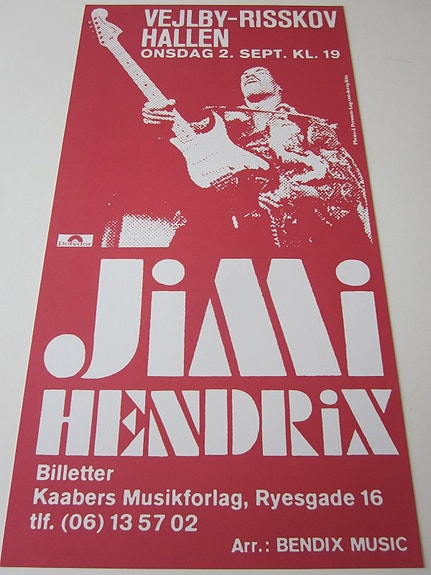 VEJLBY-RISSKOV
HALLEN
ONSDAG 2. SEPT. KL. 19
Polydor
JiMi
HENDRiX
Billetter
Kaabers Musikforlag, Ryesgade 16
tlf. (06) 13 57 02
Arr.: BENDIX MUSIC